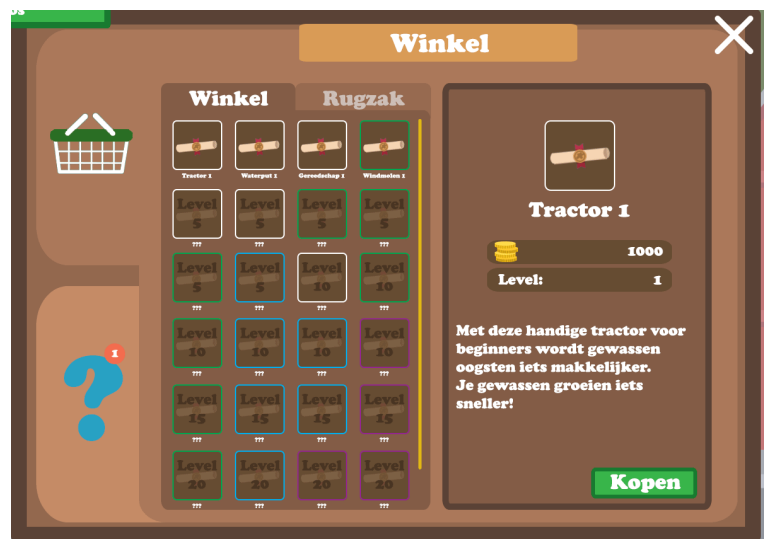 os
Winkel
Winkel Rugzak
Tractor 1 Waterput 1 Gereedschap 1 Windmolen 1
Level 5 Level 5 Level 5 Level 5
??? ??? ??? ???
Level 5 Level 5 Level 10 Level 10
??? ??? ??? ???
Level 10 Level 10 Level 10 Level 10
??? ??? ??? ???
Level 15 Level 15 Level 15 Level 15
??? ??? ??? ???
Level 20 Level 20 Level 20 Level 20
??? ??? ??? ???
1
Tractor 1
1000
Level: 1
Met deze handige tractor voor
beginners wordt gewassen
oogsten iets makkelijker.
Je gewassen groeien iets
sneller!
Kopen